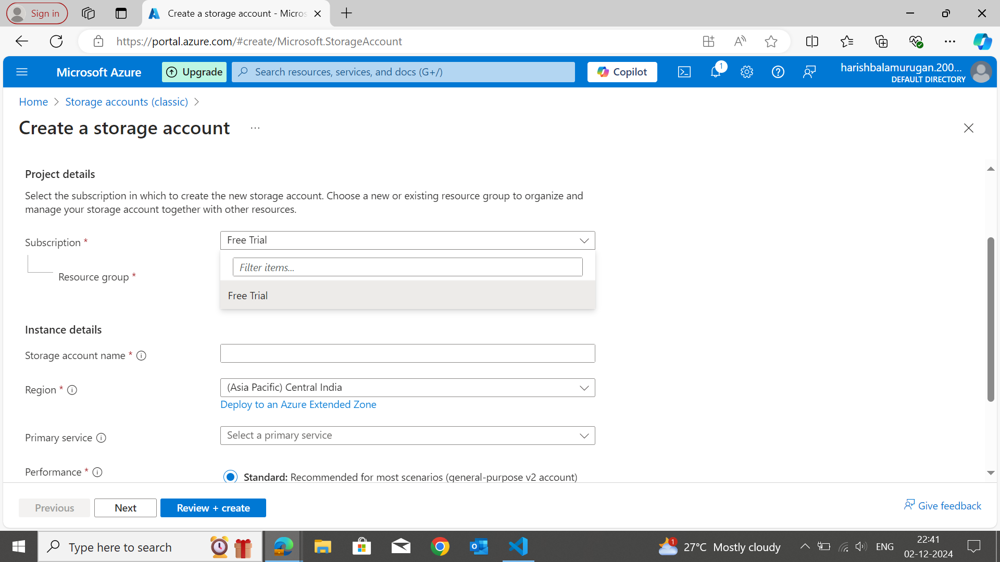 Sign in
Create a storage account - Micros
https://portal.azure.com/#create/Microsoft.StorageAccount
Microsoft Azure
Upgrade
Search resources, services, and docs (G+/)
Copilot
1
harishbalamurugan.200...
DEFAULT DIRECTORY
Home > Storage accounts (classic) >
Create a storage account ...
Project details
Select the subscription in which to create the new storage account. Choose a new or existing resource group to organize and
manage your storage account together with other resources.
Subscription *
Free Trial
Filter items...
Resource group *
Free Trial
Instance details
Storage account name *
Region *
(Asia Pacific) Central India
Deploy to an Azure Extended Zone
Primary service
Select a primary service
Performance *
Standard: Recommended for most scenarios (general-purpose v2 account)
Previous
Next
Review + create
Give feedback
Type here to search
1
27°C Mostly cloudy
ENG
22:41
02-12-2024